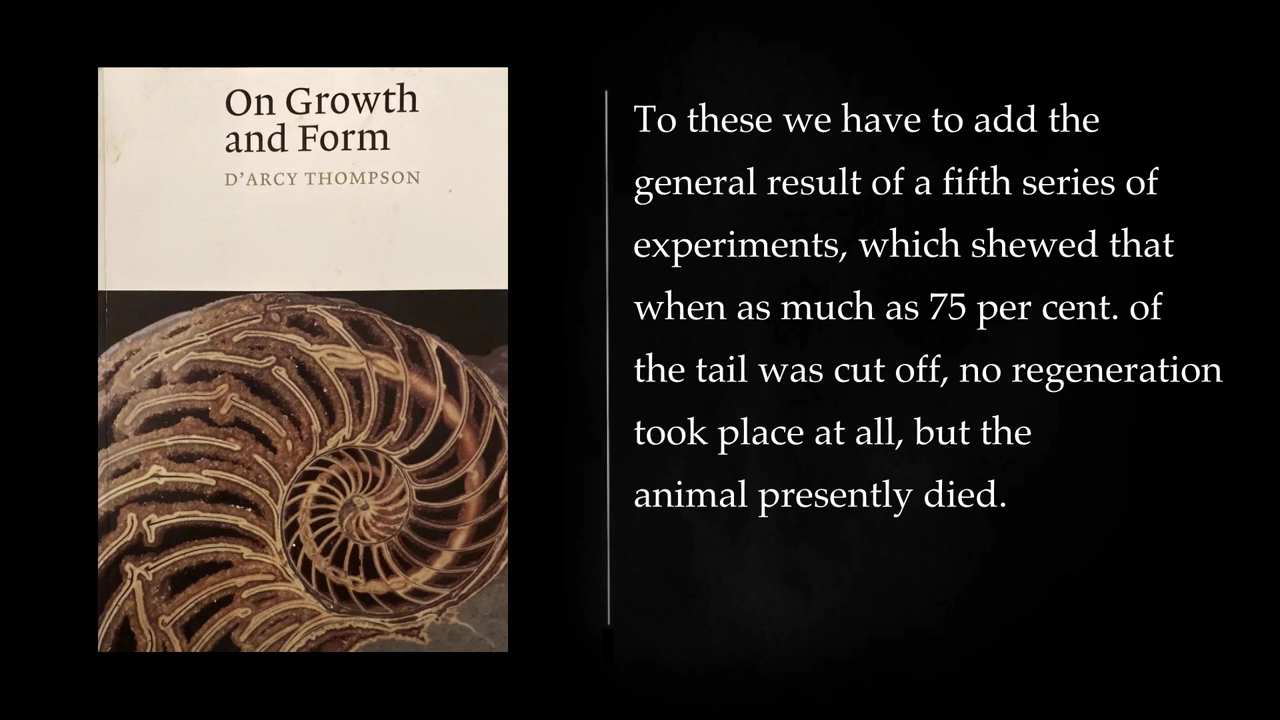 On Growth
and Form
D'ARCY THOMPSON
To these we have to add the
general result of a fifth series of
experiments, which shewed that
when as much as 75 per cent. of
the tail was cut off, no regeneration
took place at all, but the
animal presently died.